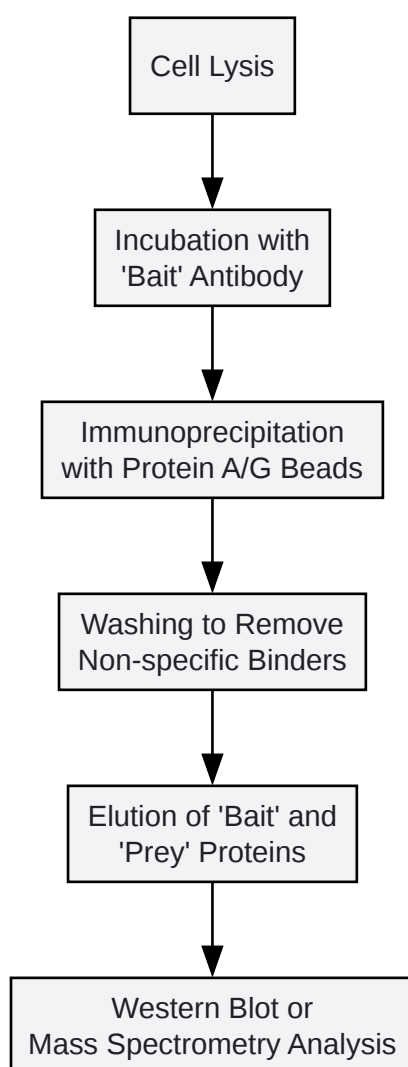 Cell Lysis
Incubation with
'Bait' Antibody
Immunoprecipitation
with Protein A/G Beads
Washing to Remove
Non-specific Binders
Elution of 'Bait' and
'Prey' Proteins
Western Blot or
Mass Spectrometry Analysis